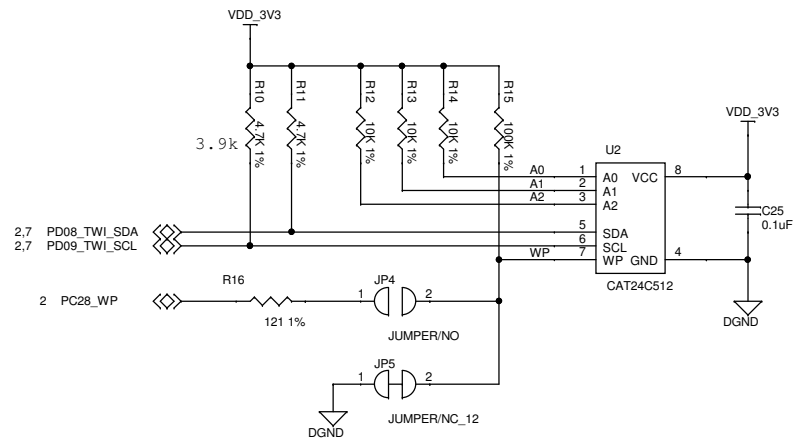 VDD_3V3
R10
R11
R12
R13
R14
R15
3.9k
4.7K 1%
4.7K 1%
10K 1%
10K 1%
10K 1%
100K 1%
VDD_3V3
U2
A0 1 A0 VCC 8
A1 2 A1
A2 3 A2
C25
0.1uF
2,7 PD08_TWI_SDA 5 SDA
2,7 PD09_TWI_SCL 6 SCL
WP 7 WP GND 4
CAT24C512
R16
JP4
2 PC28_WP 1 2
121 1%
JUMPER/NO
DGND
JP5
1 2
JUMPER/NC_12
DGND